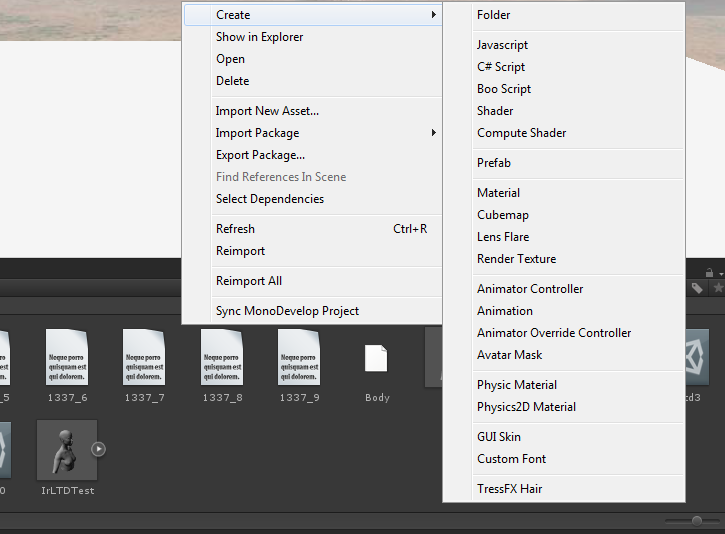 Create
Show in Explorer
Open
Delete
Import New Asset...
Import Package
Export Package...
Find References In Scene
Select Dependencies
Refresh Ctrl+R
Reimport
Reimport All
Sync MonoDevelop Project
Folder
Javascript
C# Script
Boo Script
Shader
Compute Shader
Prefab
Material
Cubemap
Lens Flare
Render Texture
Animator Controller
Animation
Animator Override Controller
Avatar Mask
Physic Material
Physics2D Material
GUI Skin
Custom Font
TressFX Hair
porro
m est
rem.
Neque porro
quisquam est
qui dolorem.
Neque porro
quisquam est
qui dolorem.
Neque porro
quisquam est
qui dolorem.
Neque porro
quisquam est
qui dolorem.
_5 1337_6 1337_7 1337_8 1337_9 Body d3
0 IrLTDTest